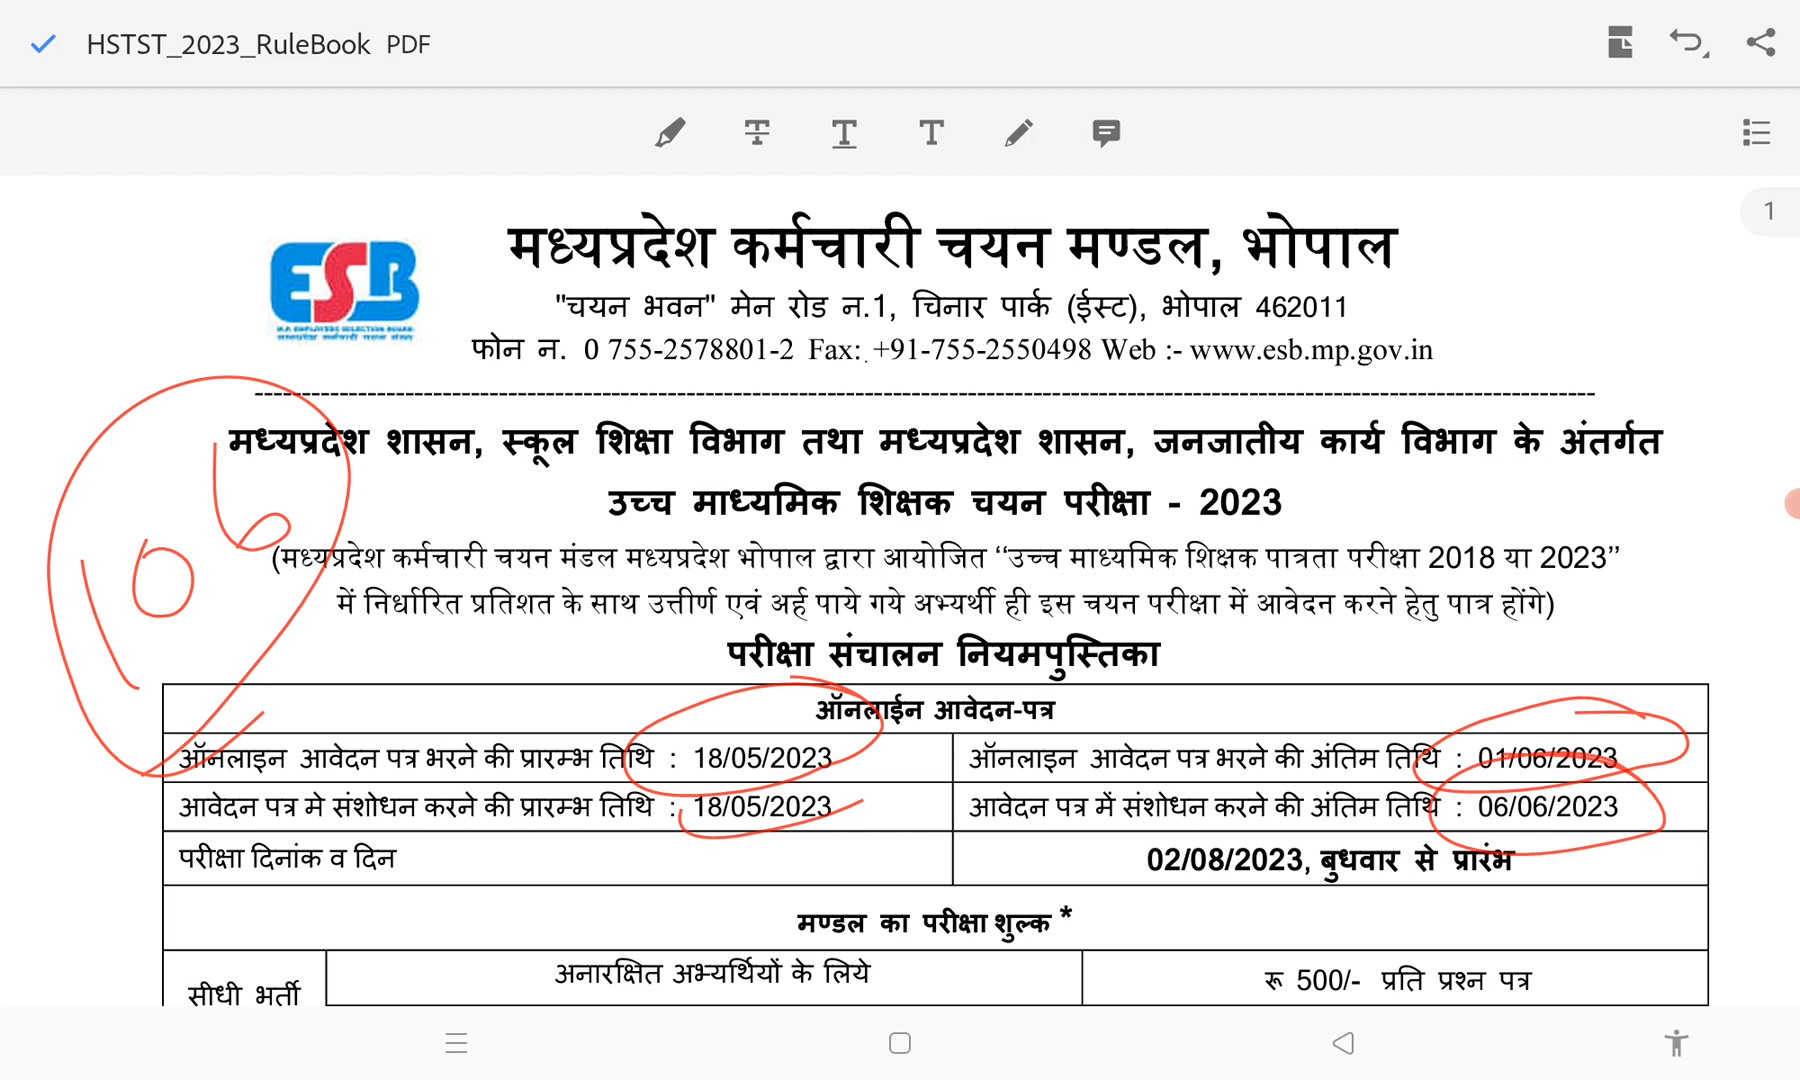 HSTST_2023_RuleBook PDF
1
ESB
M.P. EMPLOYEES SELECTION BOARD
मध्यप्रदेश कर्मचारी चयन मण्डल, भोपाल
"चयन भवन" मेन रोड न.1, चिनार पार्क (ईस्ट), भोपाल 462011
फोन न. 0 755-2578801-2 Fax: +91-755-2550498 Web :- www.esb.mp.gov.in
मध्यप्रदेश शासन, स्कूल शिक्षा विभाग तथा मध्यप्रदेश शासन, जनजातीय कार्य विभाग के अंतर्गत
उच्च माध्यमिक शिक्षक चयन परीक्षा - 2023
(मध्यप्रदेश कर्मचारी चयन मंडल मध्यप्रदेश भोपाल द्वारा आयोजित “उच्च माध्यमिक शिक्षक पात्रता परीक्षा 2018 या 2023”
में निर्धारित प्रतिशत के साथ उत्तीर्ण एवं अर्ह पाये गये अभ्यर्थी ही इस चयन परीक्षा में आवेदन करने हेतु पात्र होंगे)
परीक्षा संचालन नियमपुस्तिका
ऑनलाईन आवेदन-पत्र
ऑनलाइन आवेदन पत्र भरने की प्रारम्भ तिथि : 18/05/2023 ऑनलाइन आवेदन पत्र भरने की अंतिम तिथि : 01/06/2023
आवेदन पत्र मे संशोधन करने की प्रारम्भ तिथि : 18/05/2023 आवेदन पत्र में संशोधन करने की अंतिम तिथि : 06/06/2023
परीक्षा दिनांक व दिन 02/08/2023, बुधवार से प्रारंभ
मण्डल का परीक्षा शुल्क *
सीधी भर्ती अनारक्षित अभ्यर्थियों के लिये रू 500/- प्रति प्रश्न पत्र